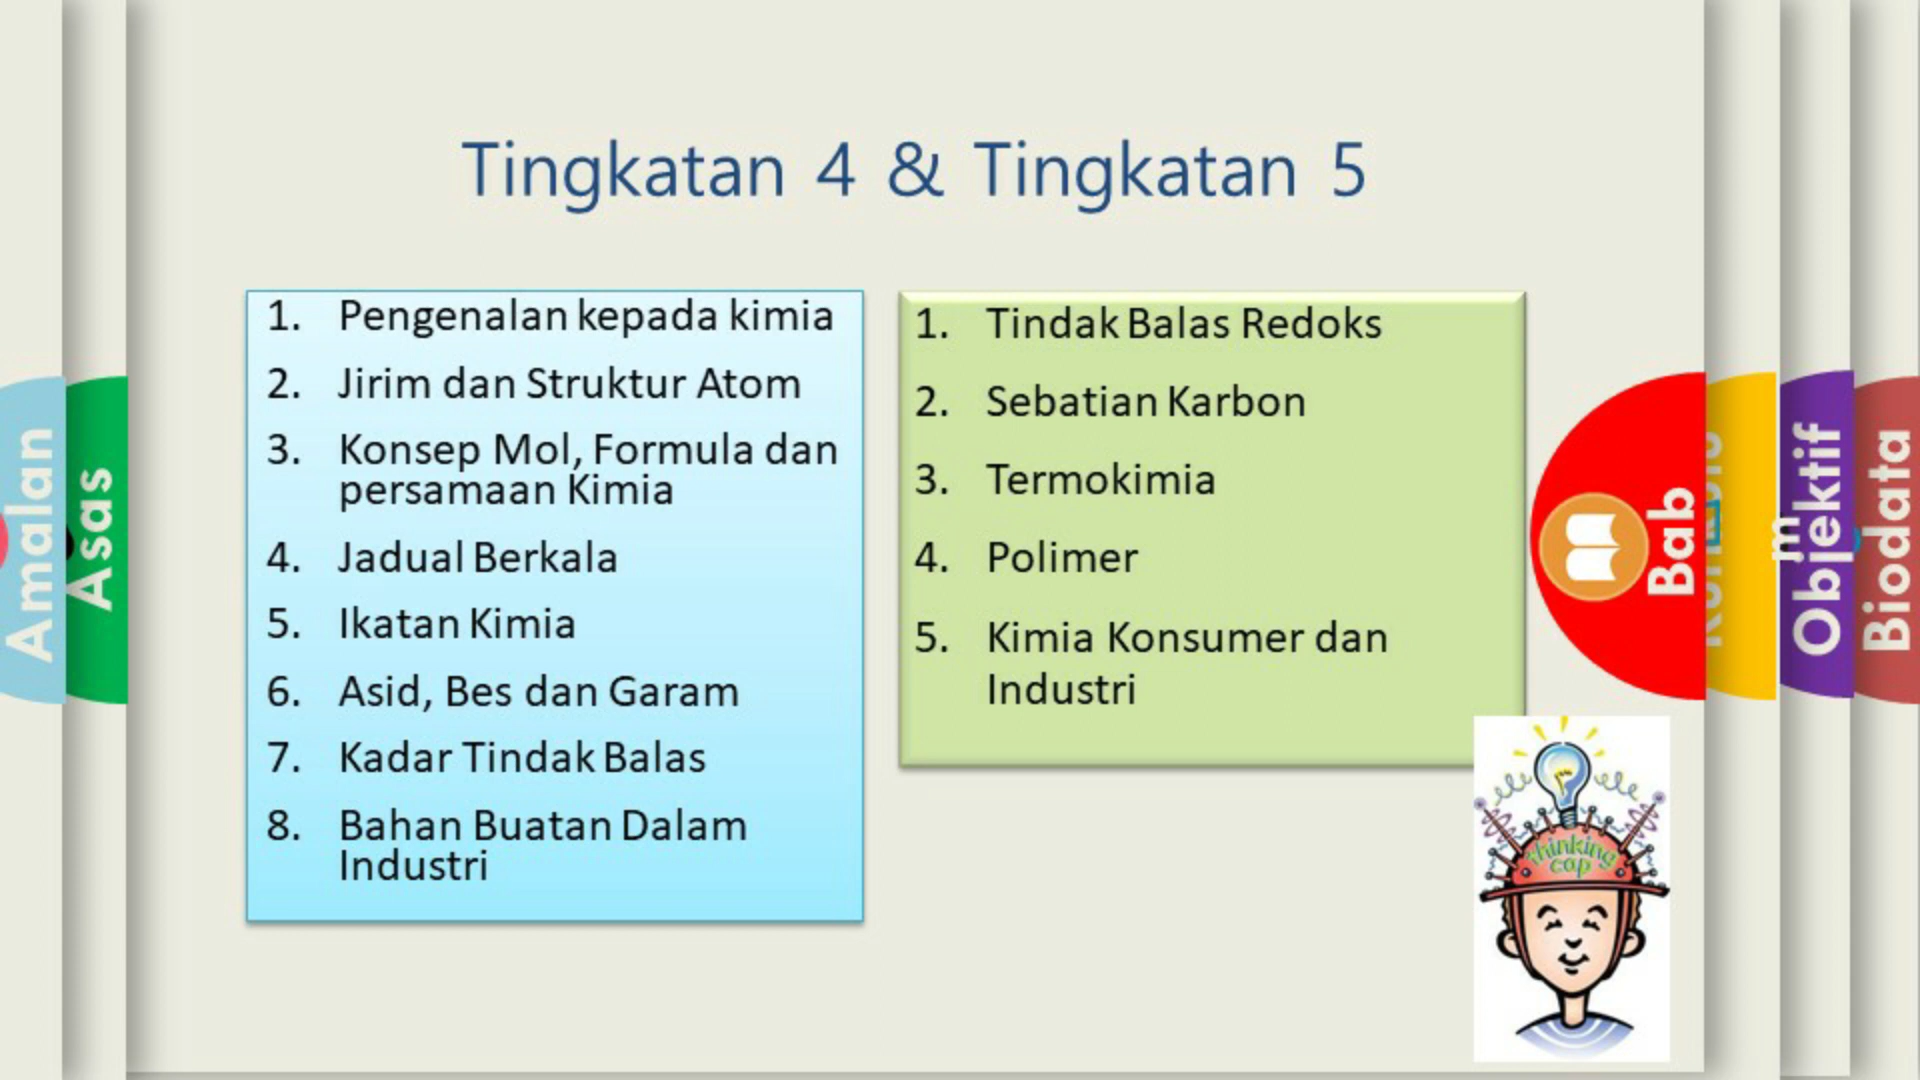 Tingkatan 4 & Tingkatan 5
1. Pengenalan kepada kimia
2. Jirim dan Struktur Atom
3. Konsep Mol, Formula dan
persamaan Kimia
4. Jadual Berkala
5. Ikatan Kimia
6. Asid, Bes dan Garam
7. Kadar Tindak Balas
8. Bahan Buatan Dalam
Industri
1. Tindak Balas Redoks
2. Sebatian Karbon
3. Termokimia
4. Polimer
5. Kimia Konsumer dan
Industri
Amalan
Asas
Bab
m
Objektif
Biodata
thinking
cap